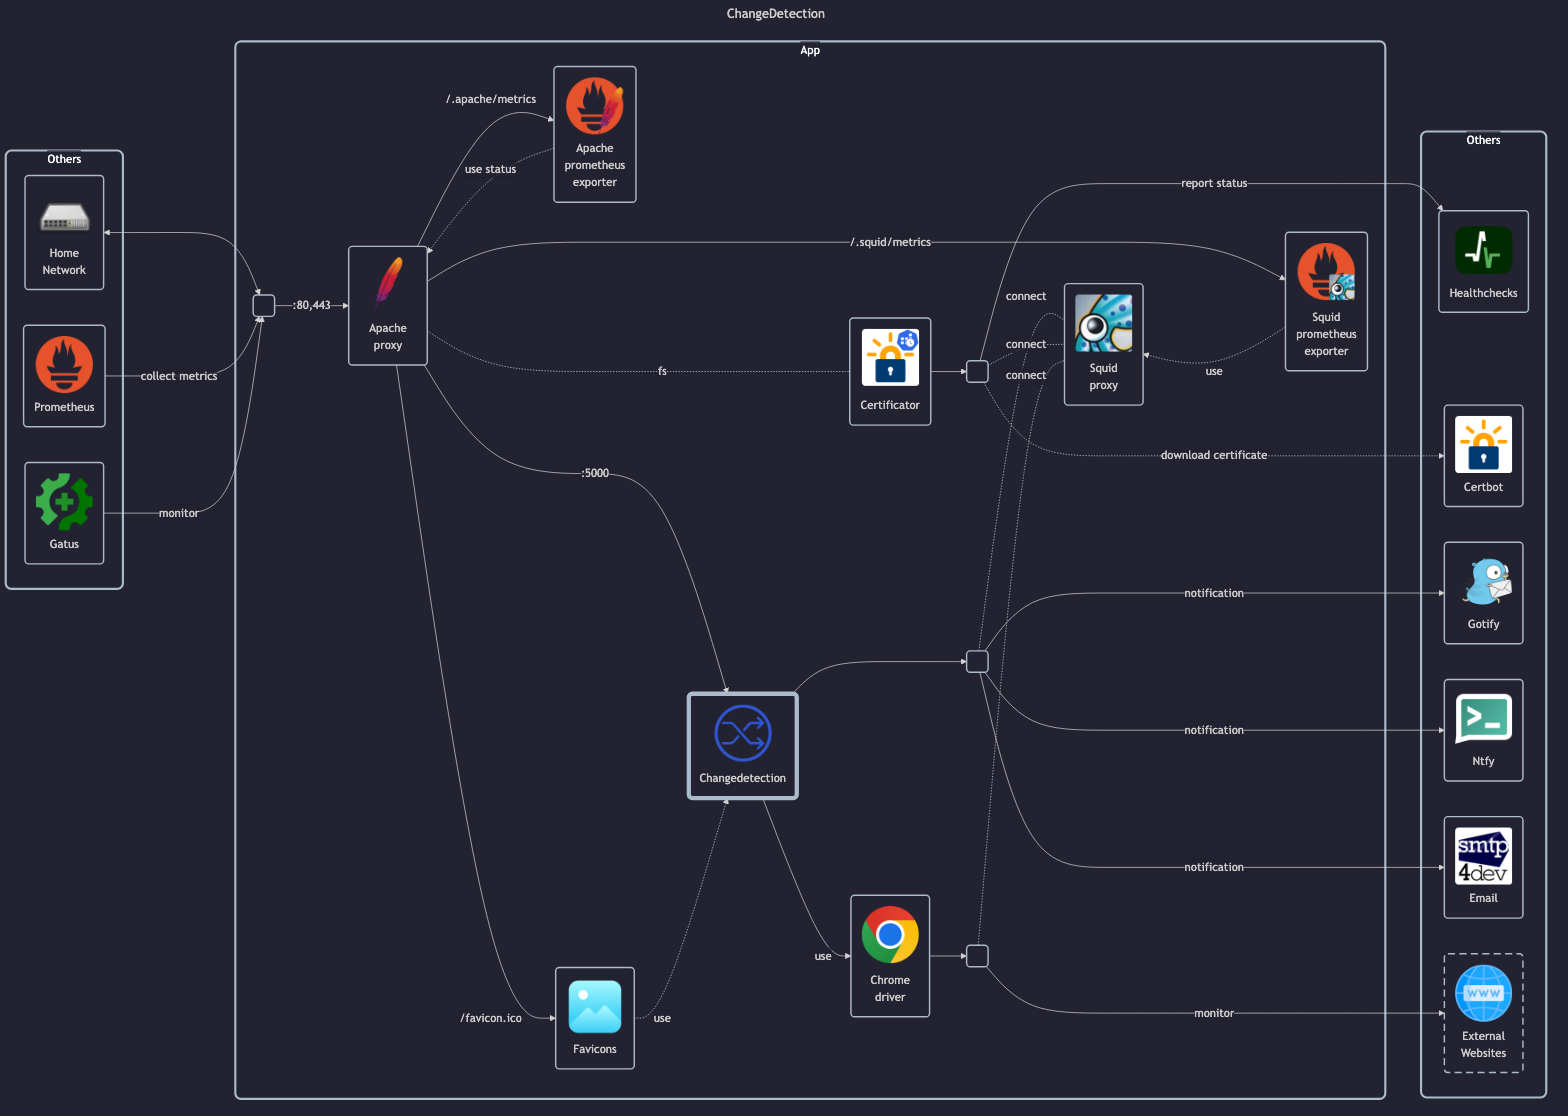 ChangeDetection
App
Others
Home
Network
Prometheus
Gatus
collect metrics
monitor
:80,443
Apache
proxy
/.apache/metrics
use status
Apache
prometheus
exporter
/.squid/metrics
fs
:5000
/favicon.ico
Favicons
use
Changedetection
use
Chrome
driver
Certificator
connect
connect
connect
Squid
proxy
use
Squid
prometheus
exporter
report status
download certificate
notification
notification
notification
monitor
Others
Healthchecks
Certbot
Gotify
>_
Ntfy
smtp
4dev
Email
www
External
Websites